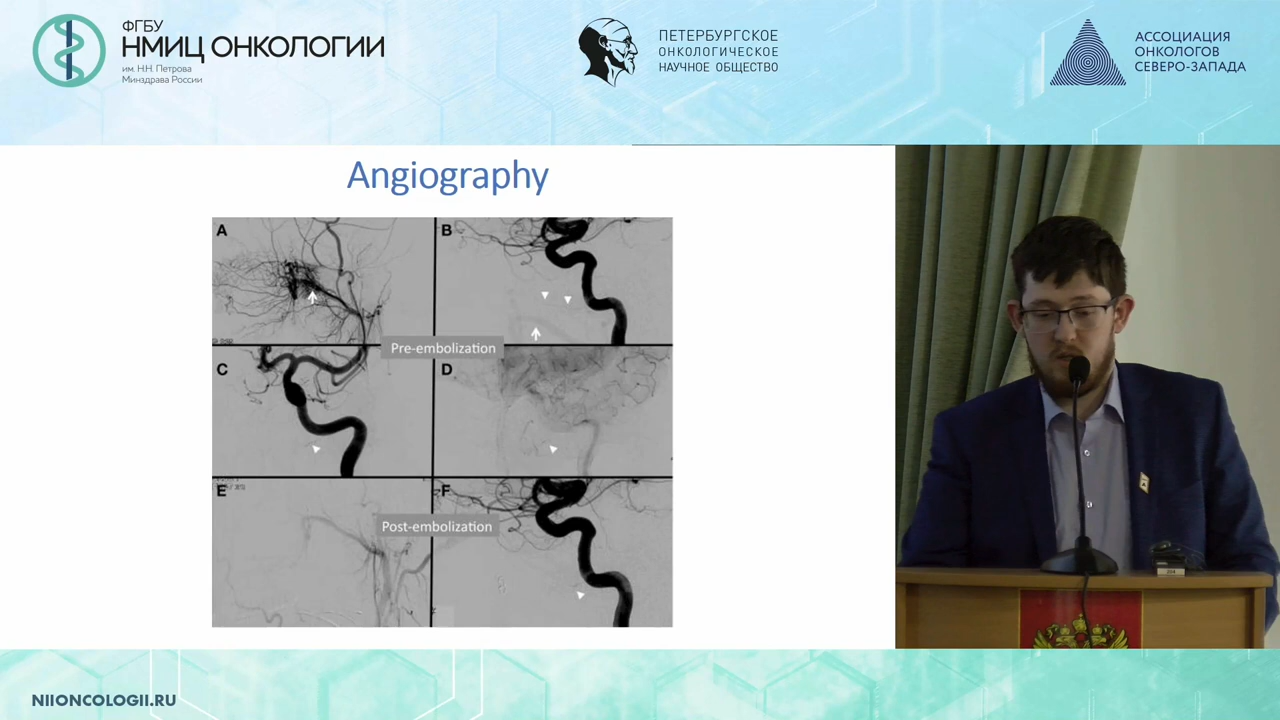 ФГБУ
НМИЦ ОНКОЛОГИИ
им. Н.Н. Петрова
Минздрава России
ПЕТЕРБУРГСКОЕ
ОНКОЛОГИЧЕСКОЕ
НАУЧНОЕ ОБЩЕСТВО
АССОЦИАЦИЯ
ОНКОЛОГОВ
СЕВЕРО-ЗАПАДА
Angiography
A
B
Pre-embolization
C
D
E
F
Post-embolization
NIIONCOLOGII.RU